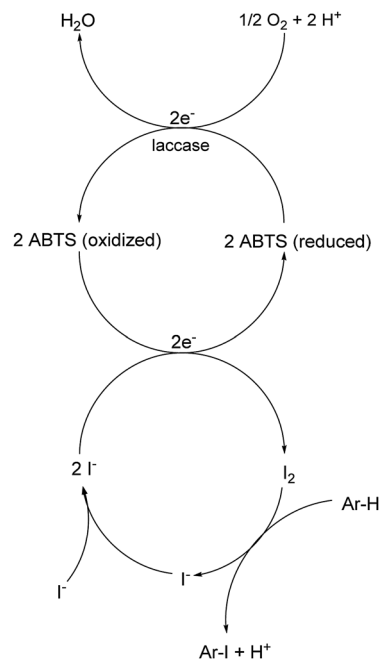 H₂O
1/2 O₂ + 2 H⁺
2e⁻
laccase
2 ABTS (oxidized)
2 ABTS (reduced)
2e⁻
2 I⁻
I₂
Ar-H
I⁻
I⁻
Ar-I + H⁺